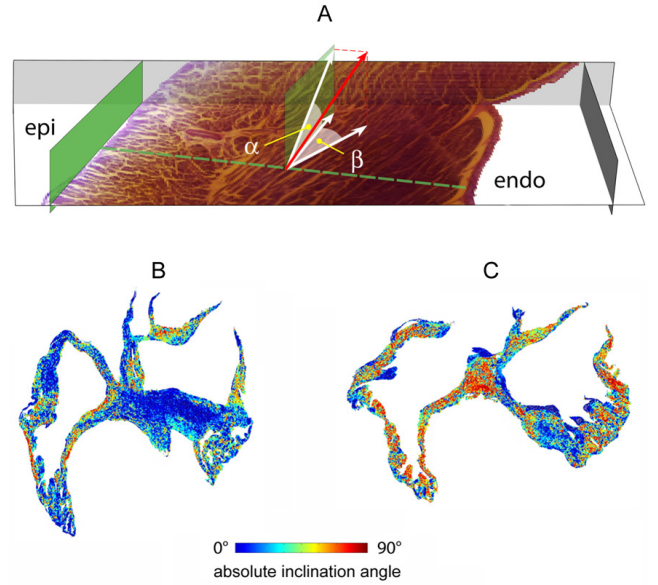 A
epi
α
β
endo
B
C
0°
90°
absolute inclination angle